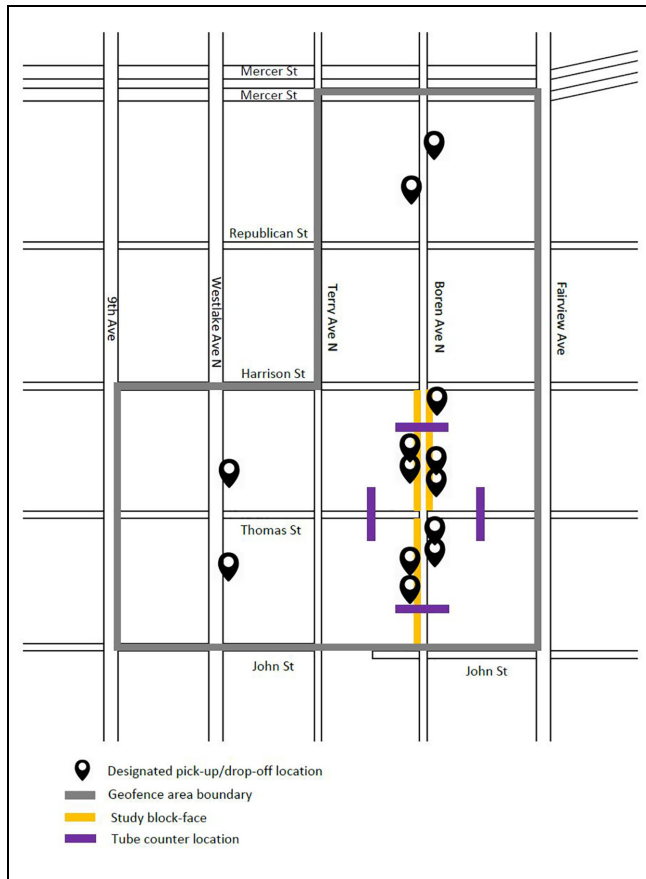 Mercer St
Mercer St
Republican St
9th Ave
Westlake Ave N
Terry Ave N
Boren Ave N
Fairview Ave
Harrison St
Thomas St
John St
John St
Designated pick-up/drop-off location
Geofence area boundary
Study block-face
Tube counter location